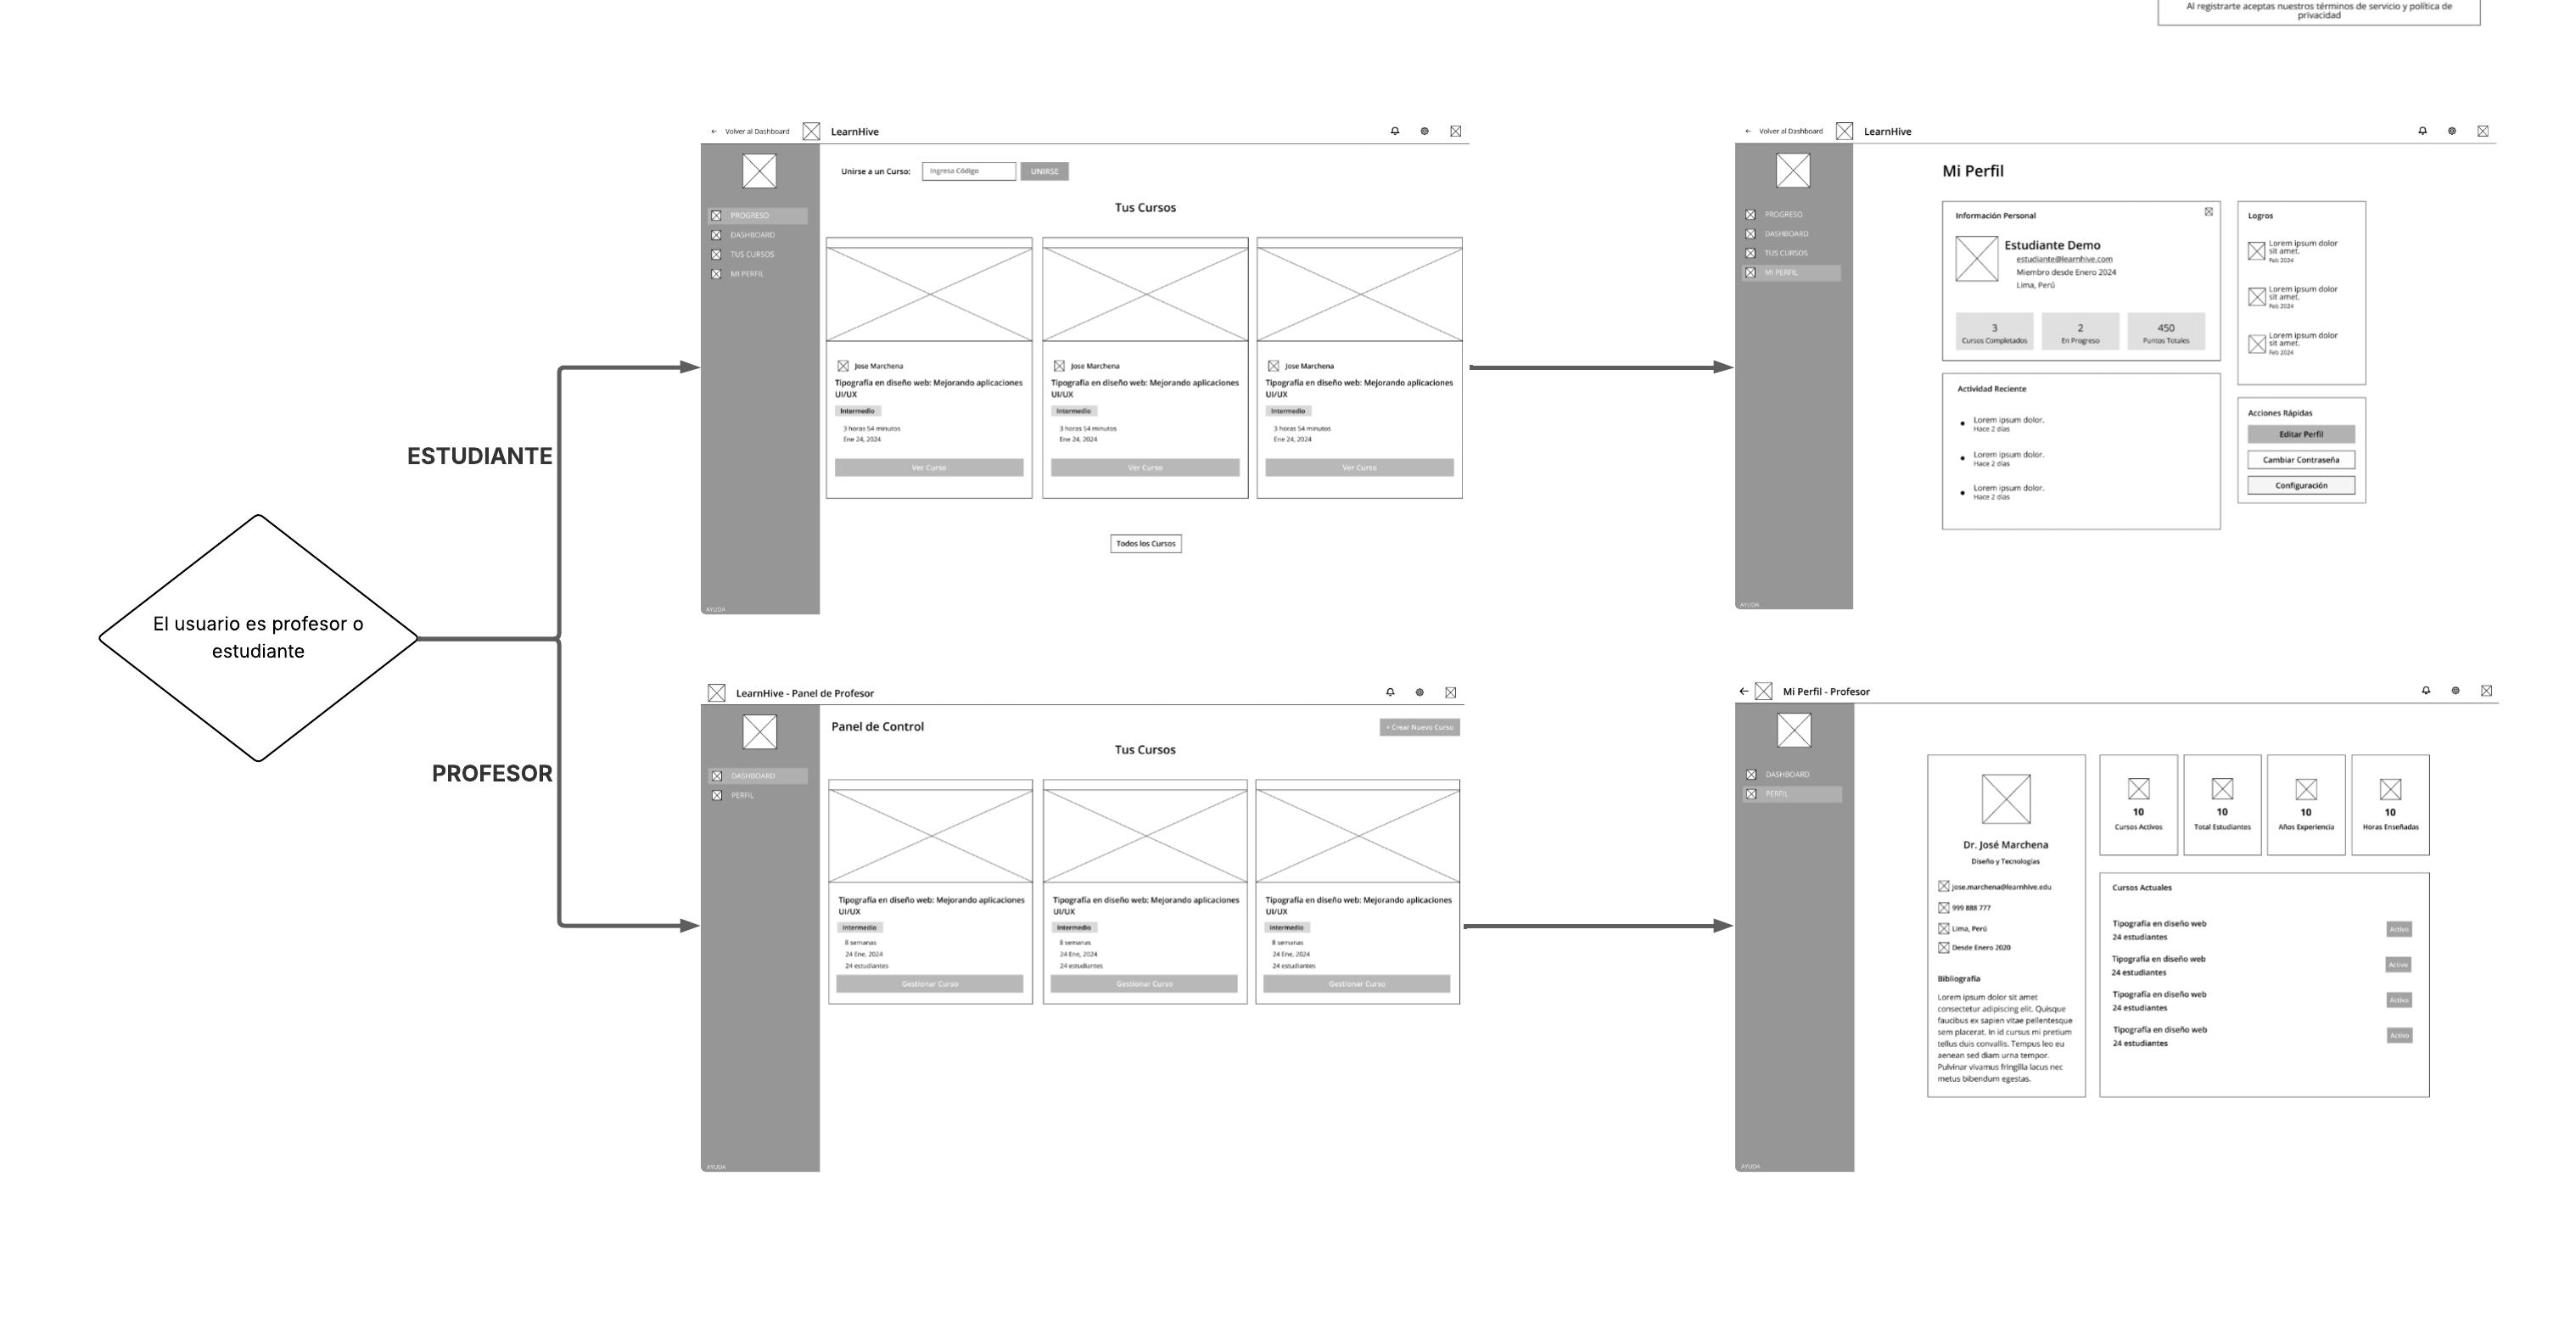 Al registrarte aceptas nuestros términos de servicio y política de
privacidad
← Volver al Dashboard
LearnHive
PROGRESO
DASHBOARD
TUS CURSOS
MI PERFIL
AYUDA
Unirse a un Curso:
Ingresa Código
UNIRSE
Tus Cursos
Jose Marchena
Tipografía en diseño web: Mejorando aplicaciones
UI/UX
Intermedio
3 horas 54 minutos
Ene 24, 2024
Ver Curso
Jose Marchena
Tipografía en diseño web: Mejorando aplicaciones
UI/UX
Intermedio
3 horas 54 minutos
Ene 24, 2024
Ver Curso
Jose Marchena
Tipografía en diseño web: Mejorando aplicaciones
UI/UX
Intermedio
3 horas 54 minutos
Ene 24, 2024
Ver Curso
Todos los Cursos
← Volver al Dashboard
LearnHive
PROGRESO
DASHBOARD
TUS CURSOS
MI PERFIL
AYUDA
Mi Perfil
Información Personal
Estudiante Demo
estudiante@learnhive.com
Miembro desde Enero 2024
Lima, Perú
3
Cursos Completados
2
En Progreso
450
Puntos Totales
Logros
Lorem ipsum dolor
sit amet.
Feb 2024
Lorem ipsum dolor
sit amet.
Feb 2024
Lorem ipsum dolor
sit amet.
Feb 2024
Actividad Reciente
• Lorem ipsum dolor.
Hace 2 días
• Lorem ipsum dolor.
Hace 2 días
• Lorem ipsum dolor.
Hace 2 días
Acciones Rápidas
Editar Perfil
Cambiar Contraseña
Configuración
ESTUDIANTE
El usuario es profesor o
estudiante
PROFESOR
LearnHive - Panel de Profesor
DASHBOARD
PERFIL
AYUDA
Panel de Control
+ Crear Nuevo Curso
Tus Cursos
Tipografía en diseño web: Mejorando aplicaciones
UI/UX
Intermedio
8 semanas
24 Ene, 2024
24 estudiantes
Gestionar Curso
Tipografía en diseño web: Mejorando aplicaciones
UI/UX
Intermedio
8 semanas
24 Ene, 2024
24 estudiantes
Gestionar Curso
Tipografía en diseño web: Mejorando aplicaciones
UI/UX
Intermedio
8 semanas
24 Ene, 2024
24 estudiantes
Gestionar Curso
← Mi Perfil - Profesor
DASHBOARD
PERFIL
AYUDA
Dr. José Marchena
Diseño y Tecnologías
jose.marchena@learnhive.edu
999 888 777
Lima, Perú
Desde Enero 2020
Bibliografía
Lorem ipsum dolor sit amet
consectetur adipiscing elit. Quisque
faucibus ex sapien vitae pellentesque
sem placerat. In id cursus mi pretium
tellus duis convallis. Tempus leo eu
aenean sed diam urna tempor.
Pulvinar vivamus fringilla lacus nec
metus bibendum egestas.
10
Cursos Activos
10
Total Estudiantes
10
Años Experiencia
10
Horas Enseñadas
Cursos Actuales
Tipografía en diseño web
24 estudiantes
Activo
Tipografía en diseño web
24 estudiantes
Activo
Tipografía en diseño web
24 estudiantes
Activo
Tipografía en diseño web
24 estudiantes
Activo